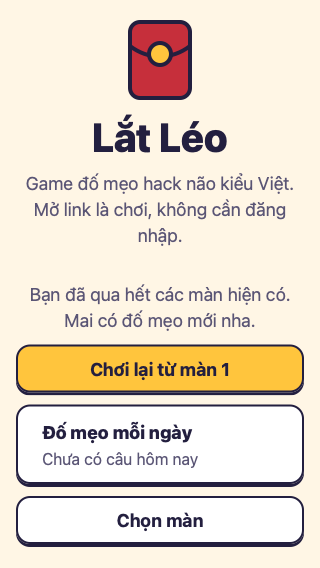 Lắt Léo
Game đố mẹo hack não kiểu Việt.
Mở link là chơi, không cần đăng
nhập.
Bạn đã qua hết các màn hiện có.
Mai có đố mẹo mới nha.
Chơi lại từ màn 1
Đố mẹo mỗi ngày
Chưa có câu hôm nay
Chọn màn